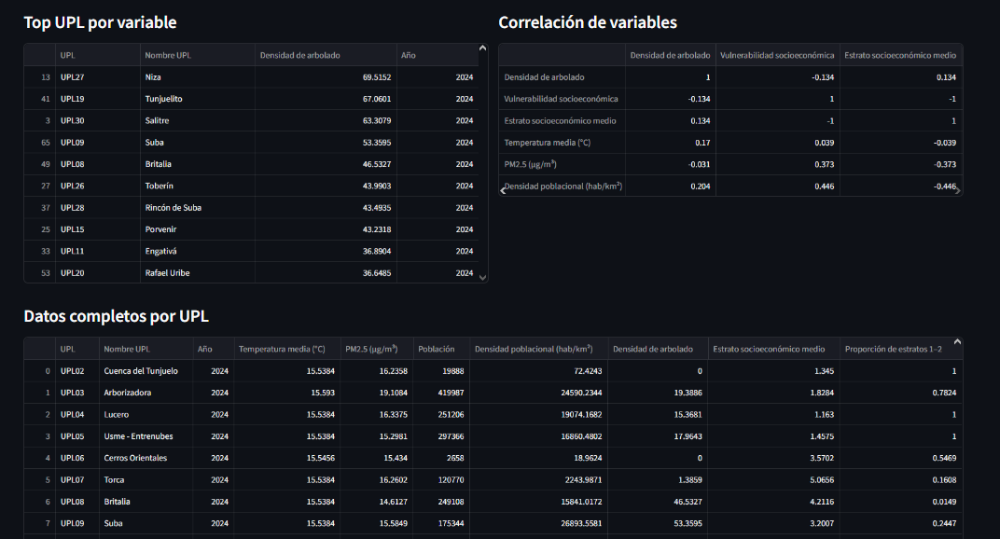 Top UPL por variable
UPL Nombre UPL Densidad de arbolado Año
13 UPL27 Niza 69.5152 2024
41 UPL19 Tunjuelito 67.0601 2024
3 UPL30 Salitre 63.3079 2024
65 UPL09 Suba 53.3595 2024
49 UPL08 Britalia 46.5327 2024
27 UPL26 Toberín 43.9903 2024
37 UPL28 Rincón de Suba 43.4935 2024
25 UPL15 Porvenir 43.2318 2024
33 UPL11 Engativá 36.8904 2024
53 UPL20 Rafael Uribe 36.6485 2024
Correlación de variables
Densidad de arbolado Vulnerabilidad socioeconómica Estrato socioeconómico medio
Densidad de arbolado 1 -0.134 0.134
Vulnerabilidad socioeconómica -0.134 1 -1
Estrato socioeconómico medio 0.134 -1 1
Temperatura media (°C) 0.17 0.039 -0.039
PM2.5 (μg/m³) -0.031 0.373 -0.373
Densidad poblacional (hab/km²) 0.204 0.446 -0.446
Datos completos por UPL
UPL Nombre UPL Año Temperatura media (°C) PM2.5 (μg/m³) Población Densidad poblacional (hab/km²) Densidad de arbolado Estrato socioeconómico medio Proporción de estratos 1–2
0 UPL02 Cuenca del Tunjuelo 2024 15.5384 16.2358 19888 72.4243 0 1.345 1
1 UPL03 Arborizadora 2024 15.593 19.1084 419987 24590.2344 19.3886 1.8284 0.7824
2 UPL04 Lucero 2024 15.5384 16.3375 251206 19074.1682 15.3681 1.163 1
3 UPL05 Usme - Entrenubes 2024 15.5384 15.2981 297366 16860.4802 17.9643 1.4575 1
4 UPL06 Cerros Orientales 2024 15.5456 15.434 2658 18.9624 0 3.5702 0.5469
5 UPL07 Torca 2024 15.5384 16.2602 120770 2243.9871 1.3859 5.0656 0.1608
6 UPL08 Britalia 2024 15.5384 14.6127 249108 15841.0172 46.5327 4.2116 0.0149
7 UPL09 Suba 2024 15.5384 15.5849 175344 26893.5581 53.3595 3.2007 0.2447